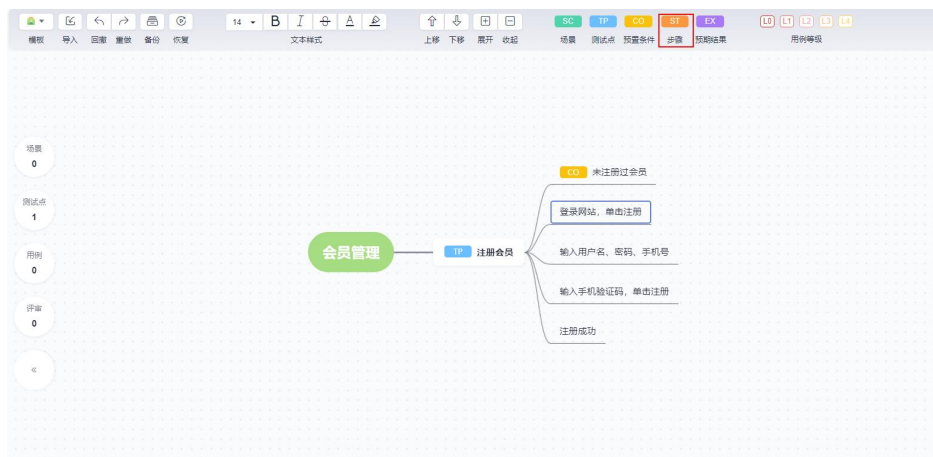 14 B I A SC TP CO ST EX L0 L1 L2 L3 L4
模板 导入 回撤 重做 备份 恢复 文本样式 上移 下移 展开 收起 场景 测试点 预置条件 步骤 预期结果 用例等级
场景
0
测试点
1
用例
0
评审
0
«
会员管理
TP 注册会员
CO 未注册过会员
登录网站，单击注册
输入用户名、密码、手机号
输入手机验证码，单击注册
注册成功